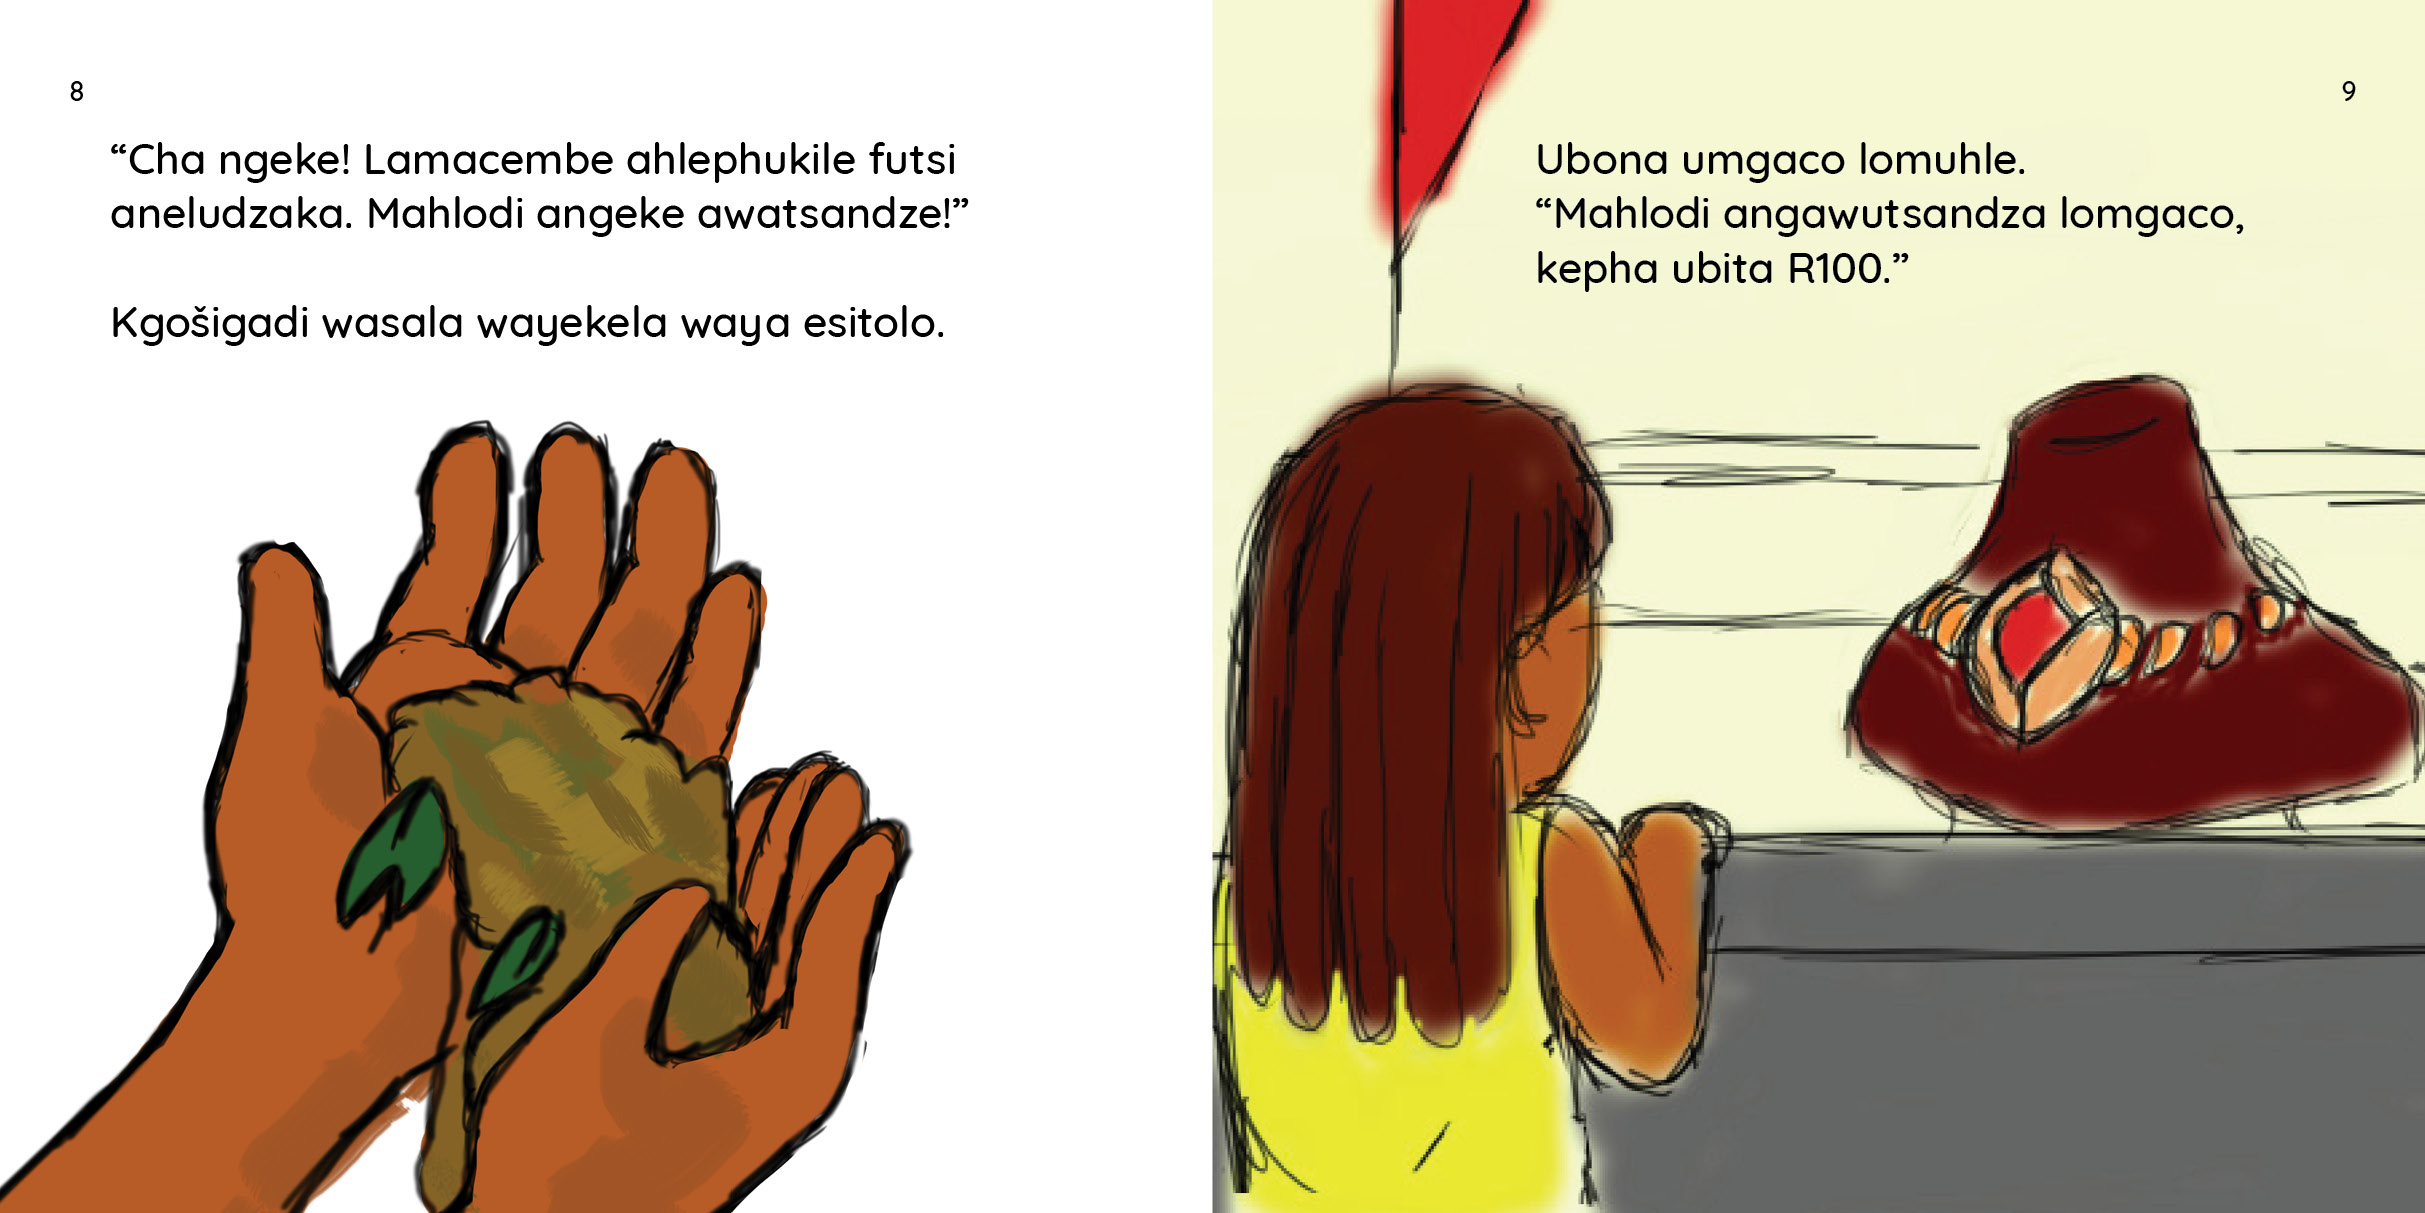 8
“Cha ngeke! Lamacembe ahlephukile futsi
aneludzaka. Mahlodi angeke awatsandze!”
Kgošigadi wasala wayekela waya esitolo.
9
Ubona umgaco lomuhle.
“Mahlodi angawutsandza lomgaco,
kepha ubita R100.”